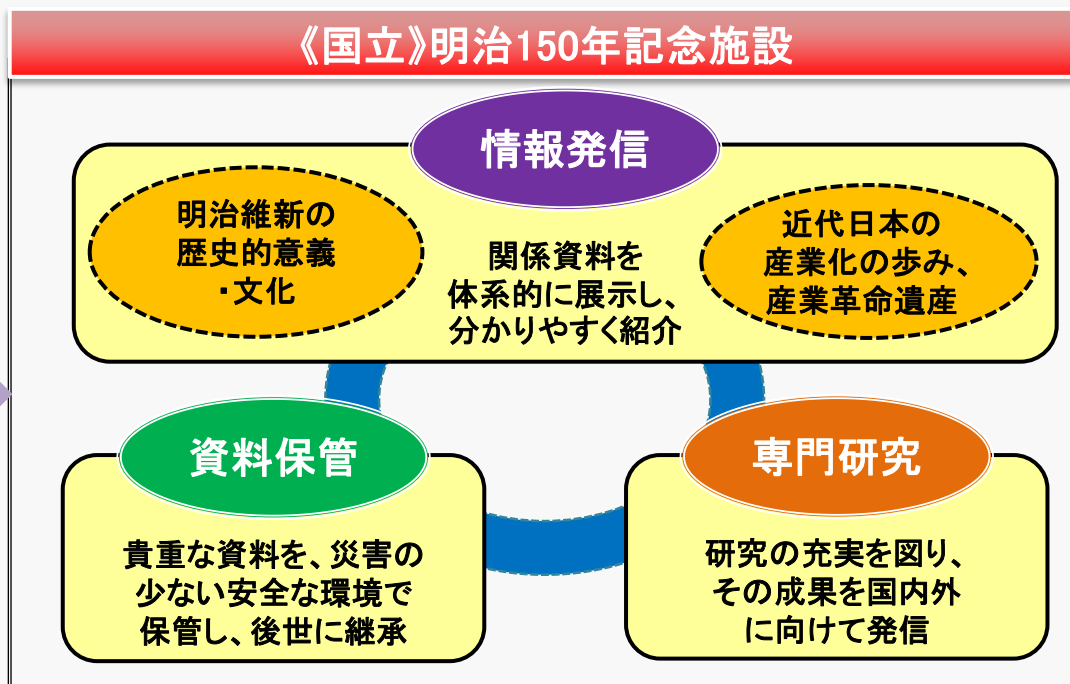 《国立》明治150年記念施設
情報発信
明治維新の
歴史的意義
・文化
関係資料を
体系的に展示し、
分かりやすく紹介
近代日本の
産業化の歩み、
産業革命遺産
資料保管
貴重な資料を、災害の
少ない安全な環境で
保管し、後世に継承
専門研究
研究の充実を図り、
その成果を国内外
に向けて発信